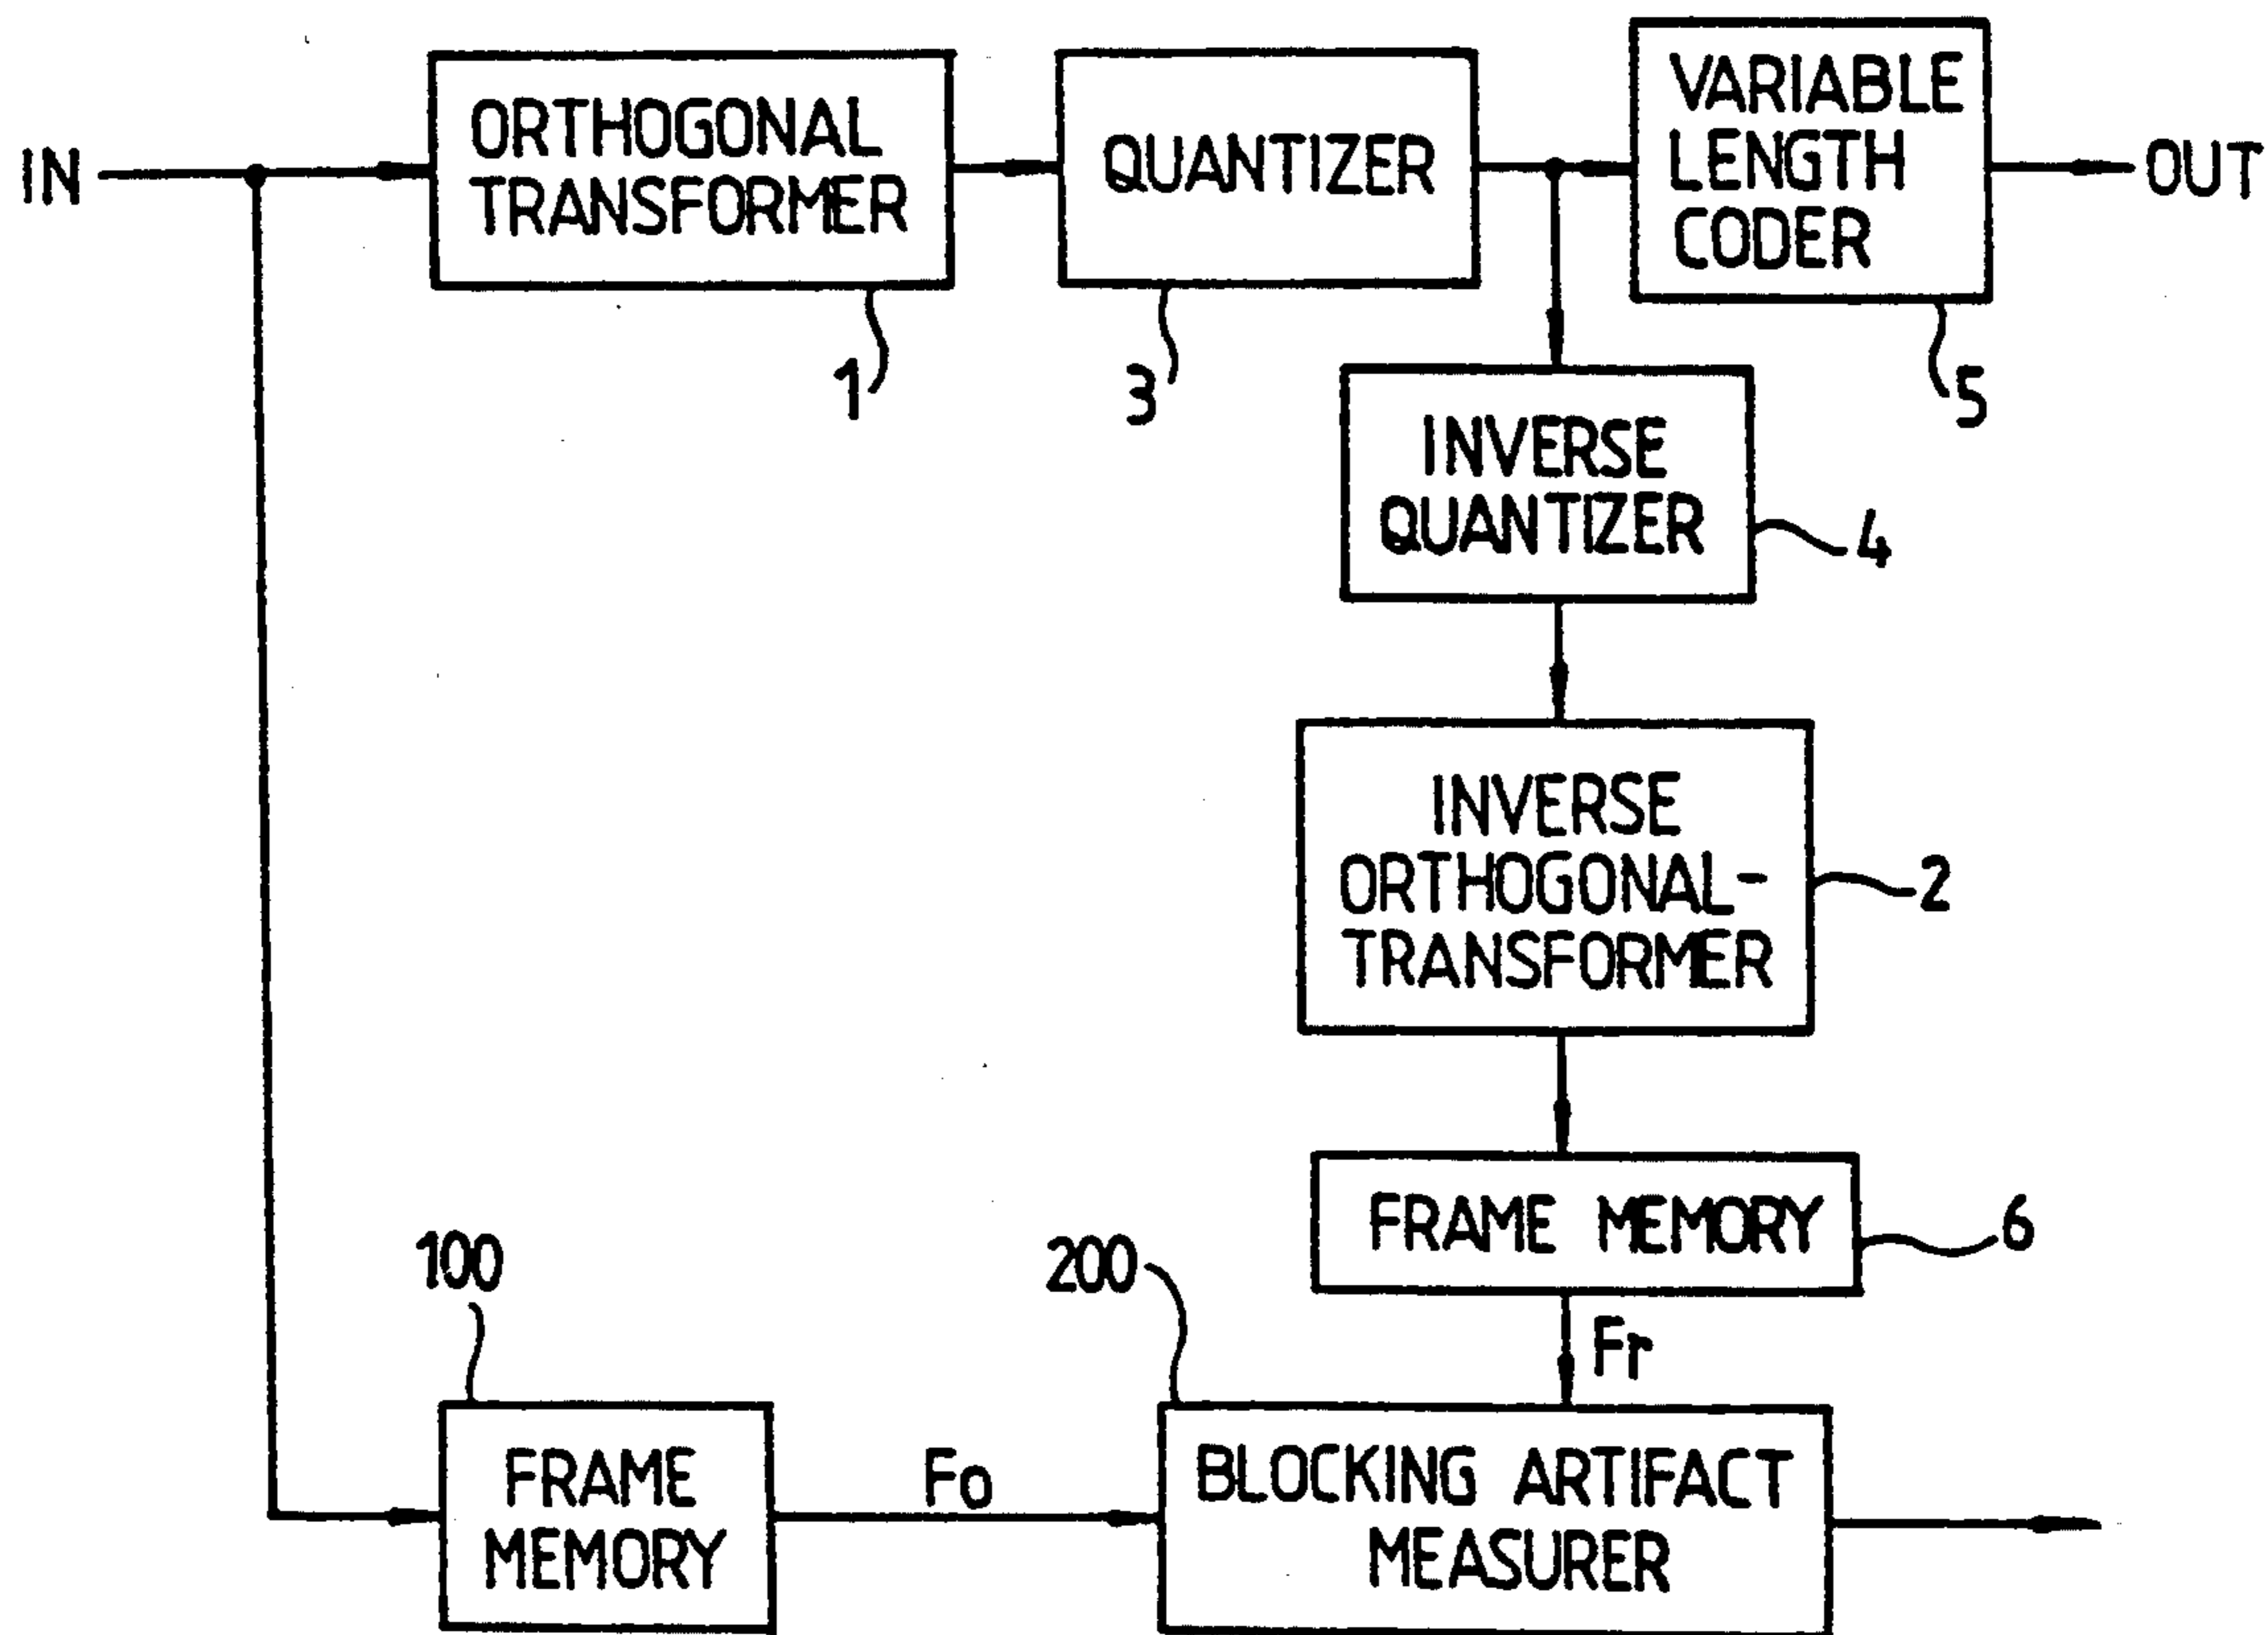 IN
ORTHOGONAL
TRANSFORMER
1
QUANTIZER
3
VARIABLE
LENGTH
CODER
5
OUT
INVERSE
QUANTIZER
4
INVERSE
ORTHOGONAL-
TRANSFORMER
2
FRAME MEMORY
6
Fr
100
FRAME
MEMORY
Fo
200
BLOCKING ARTIFACT
MEASURER